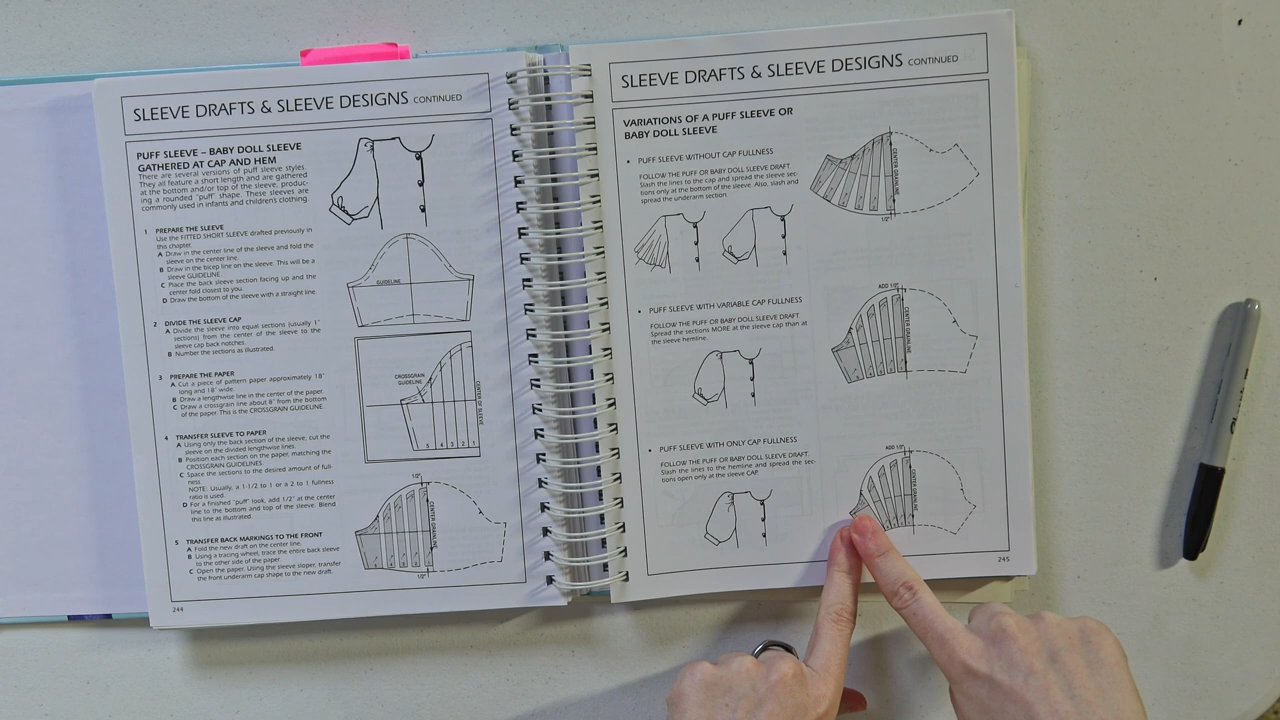 SLEEVE DRAFTS & SLEEVE DESIGNS CONTINUED
PUFF SLEEVE – BABY DOLL SLEEVE
GATHERED AT CAP AND HEM
There are several versions of puff sleeve styles.
They all feature a short length and are gathered
at the bottom and/or top of the sleeve, produc-
ing a rounded "puff" shape. These sleeves are
commonly used in infants and children's clothing.
1 PREPARE THE SLEEVE
Use the FITTED SHORT SLEEVE drafted previously in
this chapter.
A Draw in the center line of the sleeve and fold the
sleeve on the center line.
B Draw in the bicep line on the sleeve. This will be a
sleeve GUIDELINE.
C Place the back sleeve section facing up and the
center fold closest to you.
D Draw the bottom of the sleeve with a straight line.
2 DIVIDE THE SLEEVE CAP
A Divide the sleeve into equal sections (usually 1"
sections) from the center of the sleeve to the
sleeve cap back notches.
B Number the sections as illustrated.
3 PREPARE THE PAPER
A Cut a piece of pattern paper approximately 18"
long and 18" wide.
B Draw a lengthwise line in the center of the paper.
C Draw a crossgrain line about 8" from the bottom
of the paper. This is the CROSSGRAIN GUIDELINE.
4 TRANSFER SLEEVE TO PAPER
A Using only the back section of the sleeve, cut the
sleeve on the divided lengthwise lines.
B Position each section on the paper, matching the
CROSSGRAIN GUIDELINES.
C Space the sections to the desired amount of full-
ness.
NOTE: Usually, a 1-1/2 to 1 or a 2 to 1 fullness
ratio is used.
D For a finished "puff" look, add 1/2" at the center
line to the bottom and top of the sleeve. Blend
this line as illustrated.
5 TRANSFER BACK MARKINGS TO THE FRONT
A Fold the new draft on the center line.
B Using a tracing wheel, trace the entire back sleeve
to the other side of the paper.
C Open the paper. Using the sleeve sloper, transfer
the front underarm cap shape to the new draft.
GUIDELINE
CROSSGRAIN
GUIDELINE
CENTER OF SLEEVE
5 4 3 2 1
1/2"
CENTER GRAINLINE
1/2"
244
SLEEVE DRAFTS & SLEEVE DESIGNS CONTINUED
VARIATIONS OF A PUFF SLEEVE OR
BABY DOLL SLEEVE
• PUFF SLEEVE WITHOUT CAP FULLNESS
FOLLOW THE PUFF OR BABY DOLL SLEEVE DRAFT.
Slash the lines to the cap and spread the sleeve sec-
tions only at the bottom of the sleeve. Also, slash and
spread the underarm section.
CENTER GRAINLINE
1/2"
• PUFF SLEEVE WITH VARIABLE CAP FULLNESS
FOLLOW THE PUFF OR BABY DOLL SLEEVE DRAFT.
Spread the sections MORE at the sleeve cap than at
the sleeve hemline.
ADD 1/2"
CENTER GRAINLINE
• PUFF SLEEVE WITH ONLY CAP FULLNESS
FOLLOW THE PUFF OR BABY DOLL SLEEVE DRAFT.
Slash the lines to the hemline and spread the sec-
tions open only at the sleeve CAP.
ADD 1/2"
CENTER GRAINLINE
245